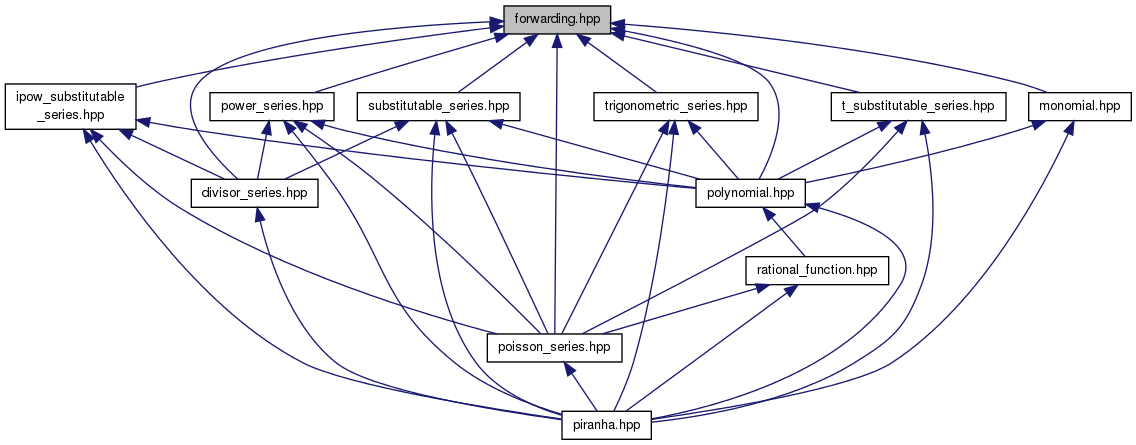 forwarding.hpp
ipow_substitutable
_series.hpp
power_series.hpp
substitutable_series.hpp
trigonometric_series.hpp
t_substitutable_series.hpp
monomial.hpp
divisor_series.hpp
polynomial.hpp
rational_function.hpp
poisson_series.hpp
piranha.hpp